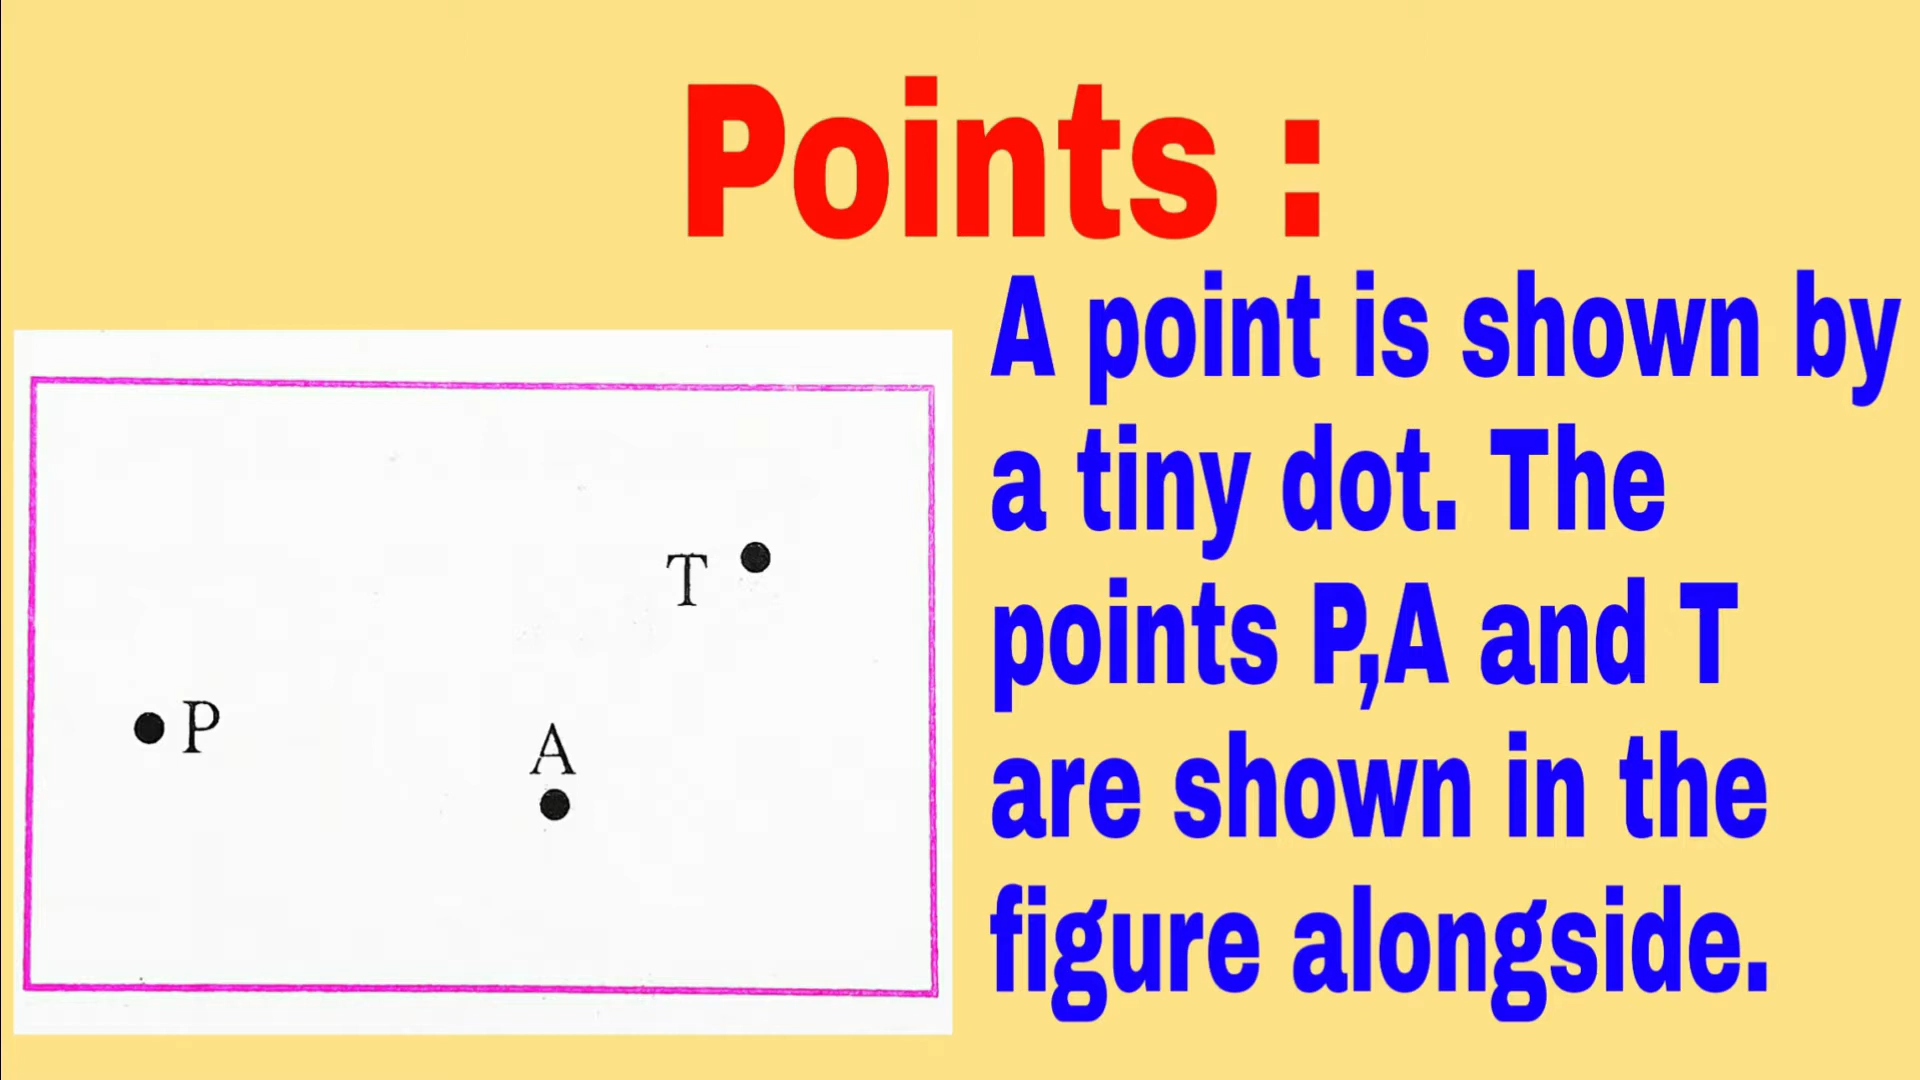 Points :
A point is shown by
a tiny dot. The
points P,A and T
are shown in the
figure alongside.
T
P
A